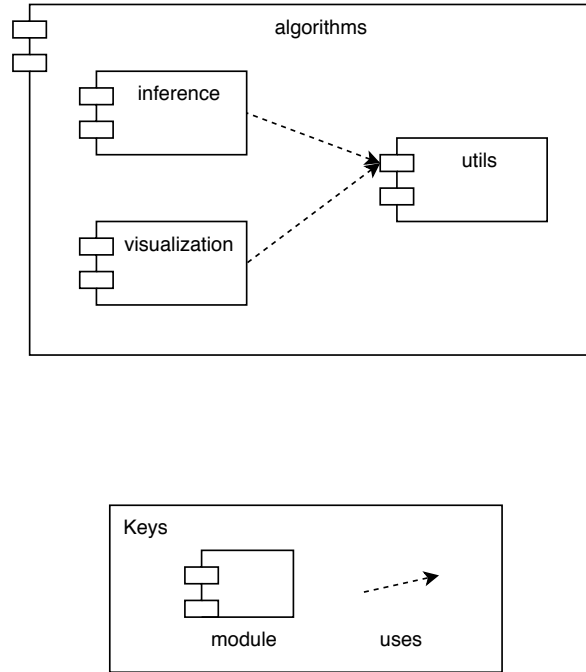 algorithms
inference
utils
visualization
Keys
module
uses